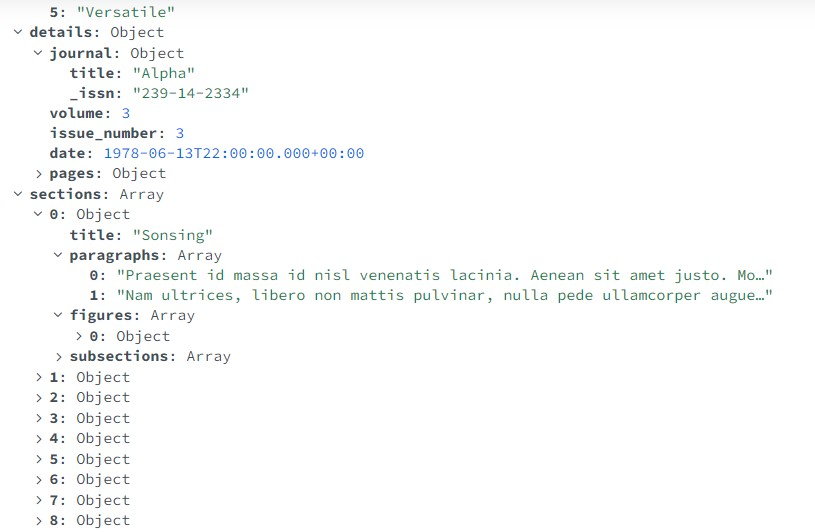 5: "Versatile"
details: Object
journal: Object
title: "Alpha"
_issn: "239-14-2334"
volume: 3
issue_number: 3
date: 1978-06-13T22:00:00.000+00:00
pages: Object
sections: Array
0: Object
title: "Sonsing"
paragraphs: Array
0: "Praesent id massa id nisl venenatis lacinia. Aenean sit amet justo. Mo…"
1: "Nam ultrices, libero non mattis pulvinar, nulla pede ullamcorper augue…"
figures: Array
0: Object
subsections: Array
1: Object
2: Object
3: Object
4: Object
5: Object
6: Object
7: Object
8: Object